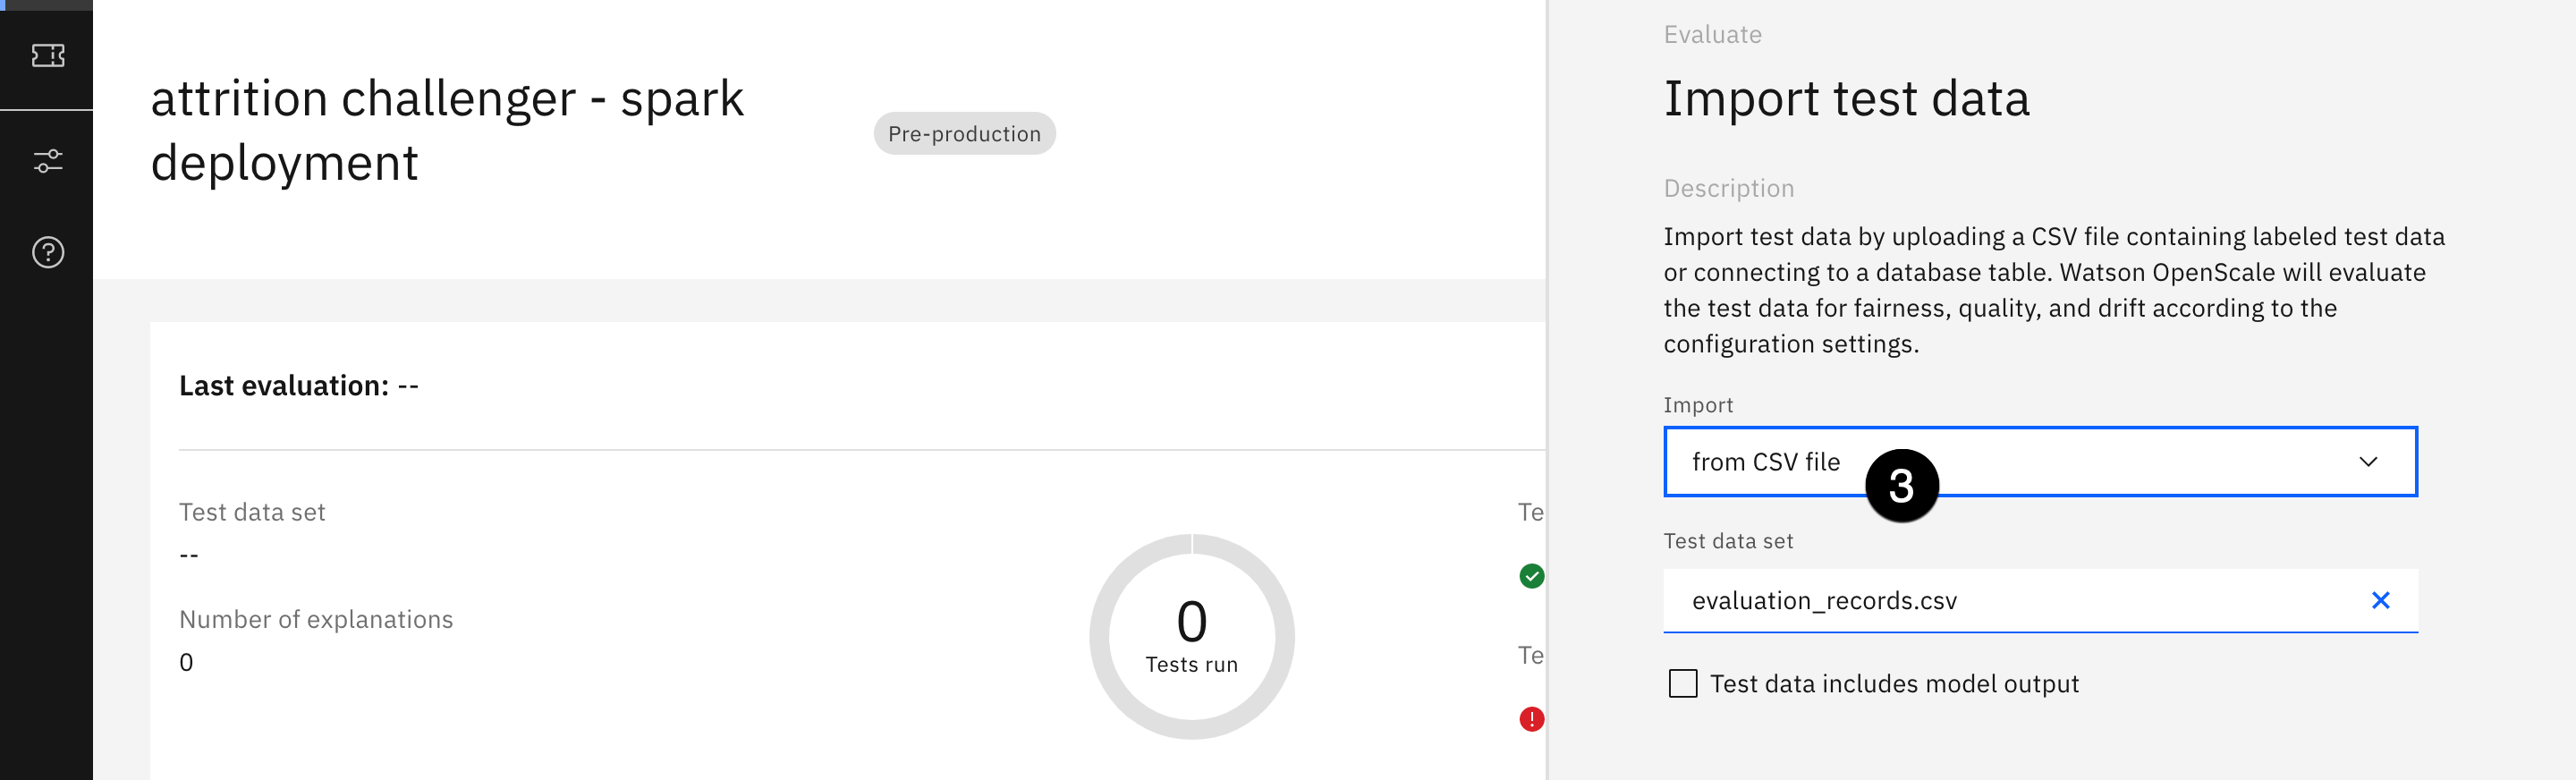 attrition challenger - spark
deployment
Pre-production
Last evaluation: --
Test data set
--
Number of explanations
0
0
Tests run
Te
Te
Evaluate
Import test data
Description
Import test data by uploading a CSV file containing labeled test data
or connecting to a database table. Watson OpenScale will evaluate
the test data for fairness, quality, and drift according to the
configuration settings.
Import
from CSV file
3
Test data set
evaluation_records.csv
Test data includes model output